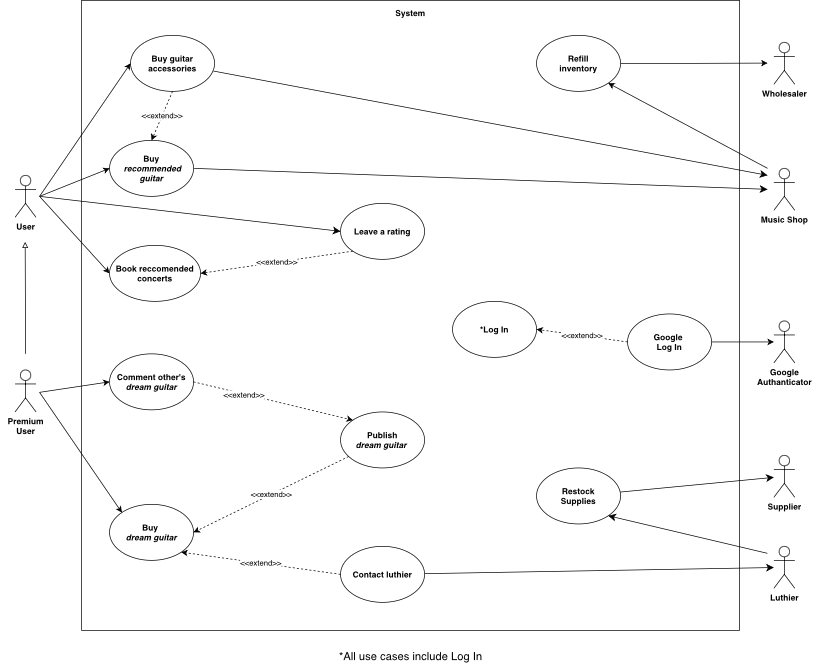 System
Buy guitar
accessories
Refill
inventory
Wholesaler
<<extend>>
Buy
recommended
guitar
User
Music Shop
Leave a rating
<<extend>>
Book reccomended
concerts
*Log In
<<extend>>
Google
Log In
Google
Authanticator
Comment other's
dream guitar
<<extend>>
Premium
User
Publish
dream guitar
<<extend>>
Restock
Supplies
Supplier
Buy
dream guitar
<<extend>>
Contact luthier
Luthier
*All use cases include Log In